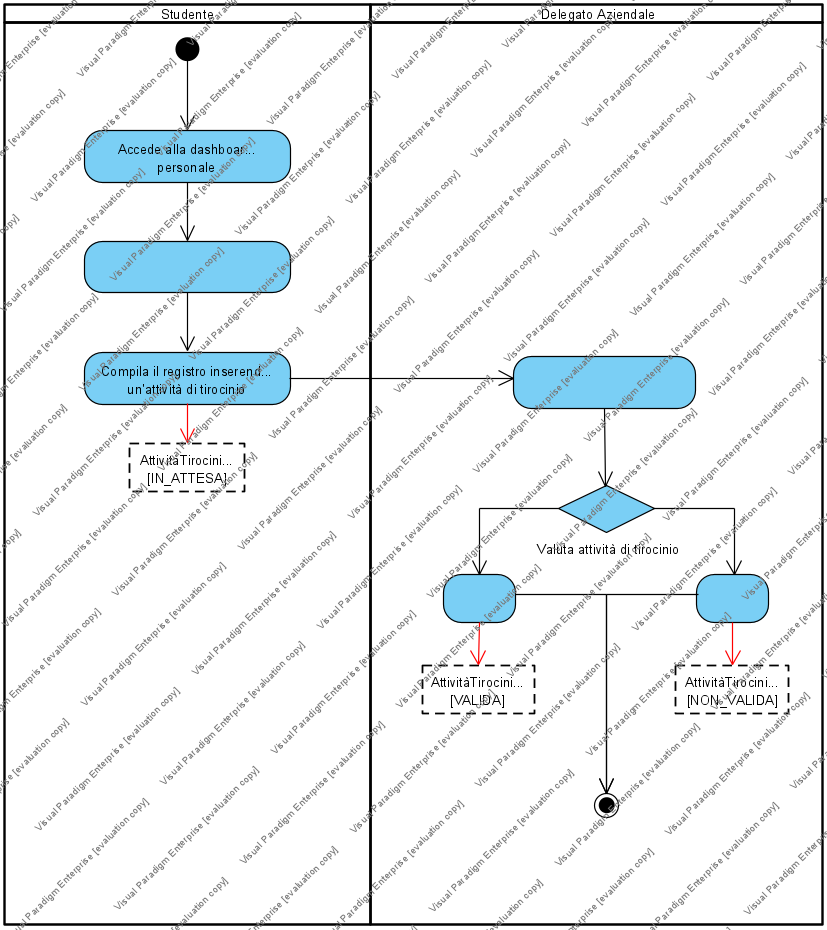 Studente
Delegato Aziendale
Accede alla dashboar...
personale
Compila il registro inserenc...
un'attività di tirocinio
AttivitàTirocini...
[IN_ATTESA]
Valuta attività di tirocinio
AttivitàTirocini...
[VALIDA]
AttivitàTirocini...
[NON_VALIDA]
Visual Paradigm Enterprise [evaluation copy]